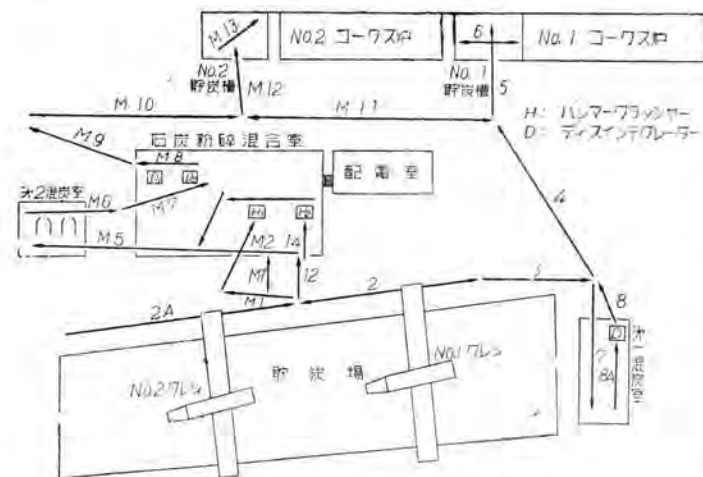 M13
No.2 コークス炉
6
No.1 コークス炉
No.2
貯炭槽
M12
No.1
貯炭槽
5
M10
M11
H: ハンマークラッシャー
D: ディスインテグレーター
M9
石炭粉砕混合室
M8
配電室
D
第2混炭室
M6
M7
H
H
4
M5
M2
14
M1
12
M1
2
2A
8
D
第一混炭室
7
8A
No.1クレン
貯炭場
No.2クレン